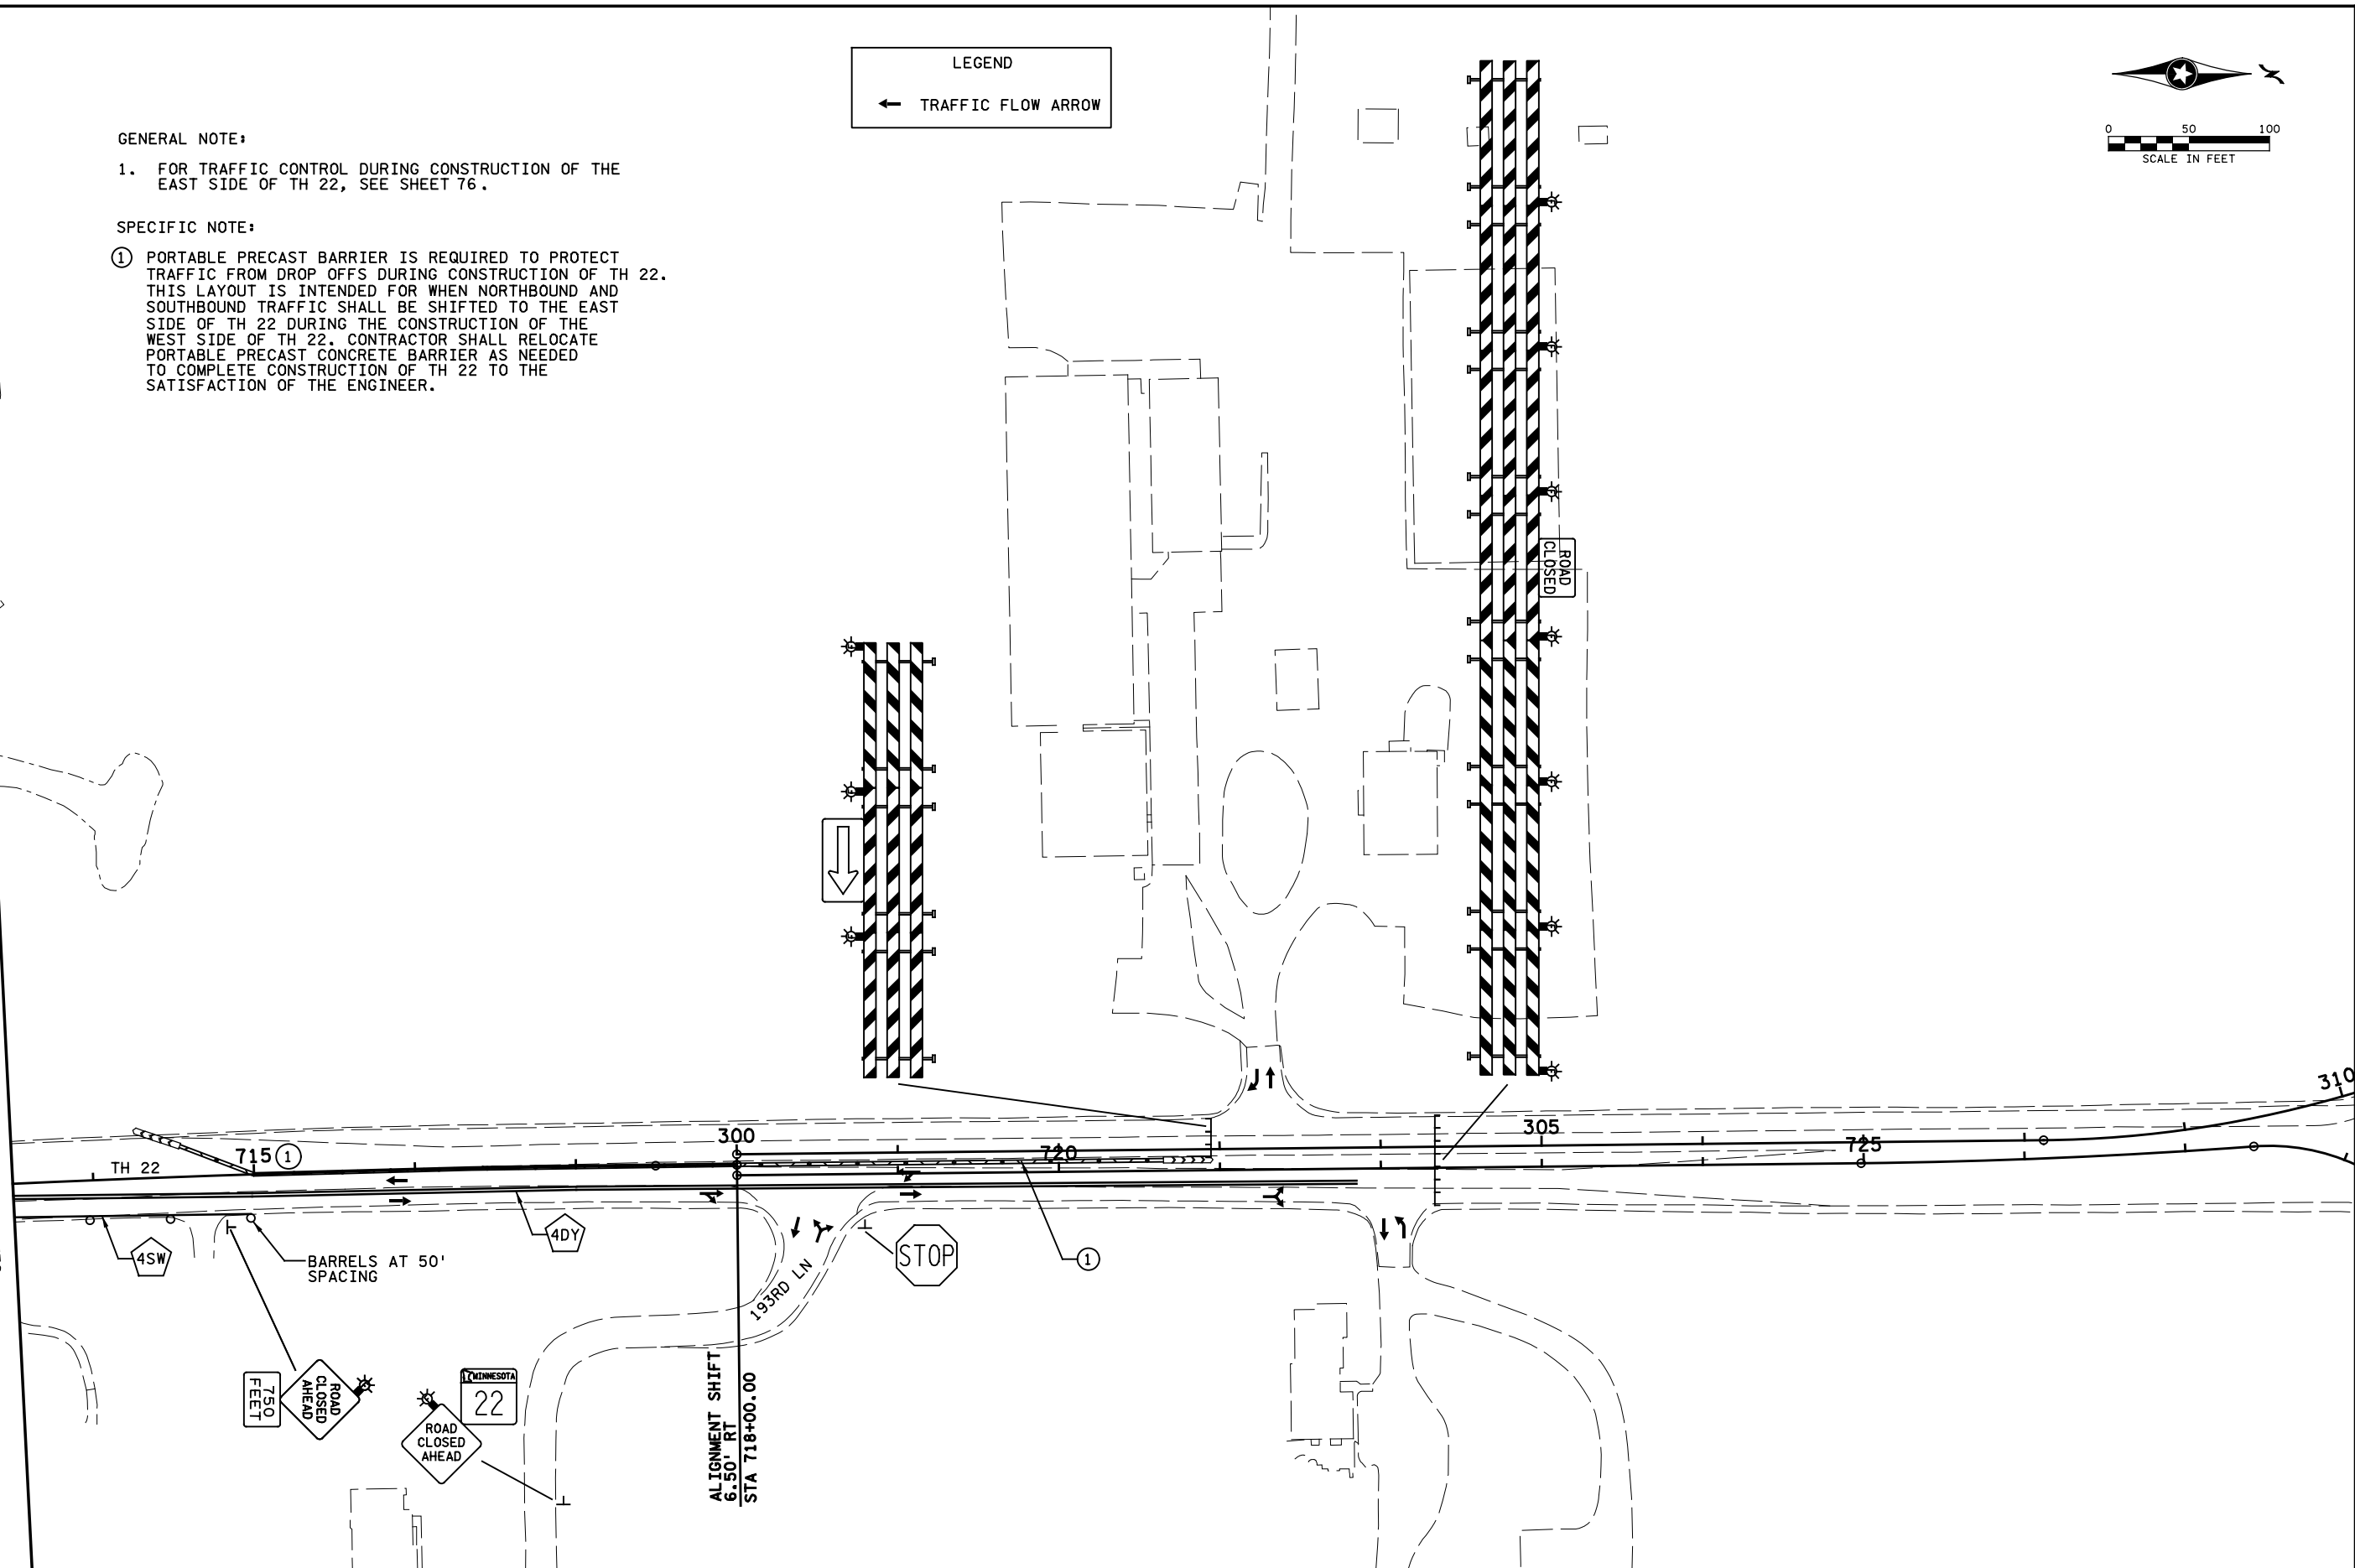 LEGEND
TRAFFIC FLOW ARROW
0 50 100
SCALE IN FEET
GENERAL NOTE:
1. FOR TRAFFIC CONTROL DURING CONSTRUCTION OF THE
EAST SIDE OF TH 22, SEE SHEET 76.
SPECIFIC NOTE:
1 PORTABLE PRECAST BARRIER IS REQUIRED TO PROTECT
TRAFFIC FROM DROP OFFS DURING CONSTRUCTION OF TH 22.
THIS LAYOUT IS INTENDED FOR WHEN NORTHBOUND AND
SOUTHBOUND TRAFFIC SHALL BE SHIFTED TO THE EAST
SIDE OF TH 22 DURING THE CONSTRUCTION OF THE
WEST SIDE OF TH 22. CONTRACTOR SHALL RELOCATE
PORTABLE PRECAST CONCRETE BARRIER AS NEEDED
TO COMPLETE CONSTRUCTION OF TH 22 TO THE
SATISFACTION OF THE ENGINEER.
ROAD
CLOSED
310
300
305
715
1
720
725
TH 22
4SW
BARRELS AT 50'
SPACING
4DY
STOP
1
193RD LN
750
FEET
ROAD
CLOSED
AHEAD
MINNESOTA
22
ROAD
CLOSED
AHEAD
ALIGNMENT SHIFT
6.50' RT
STA 718+00.00